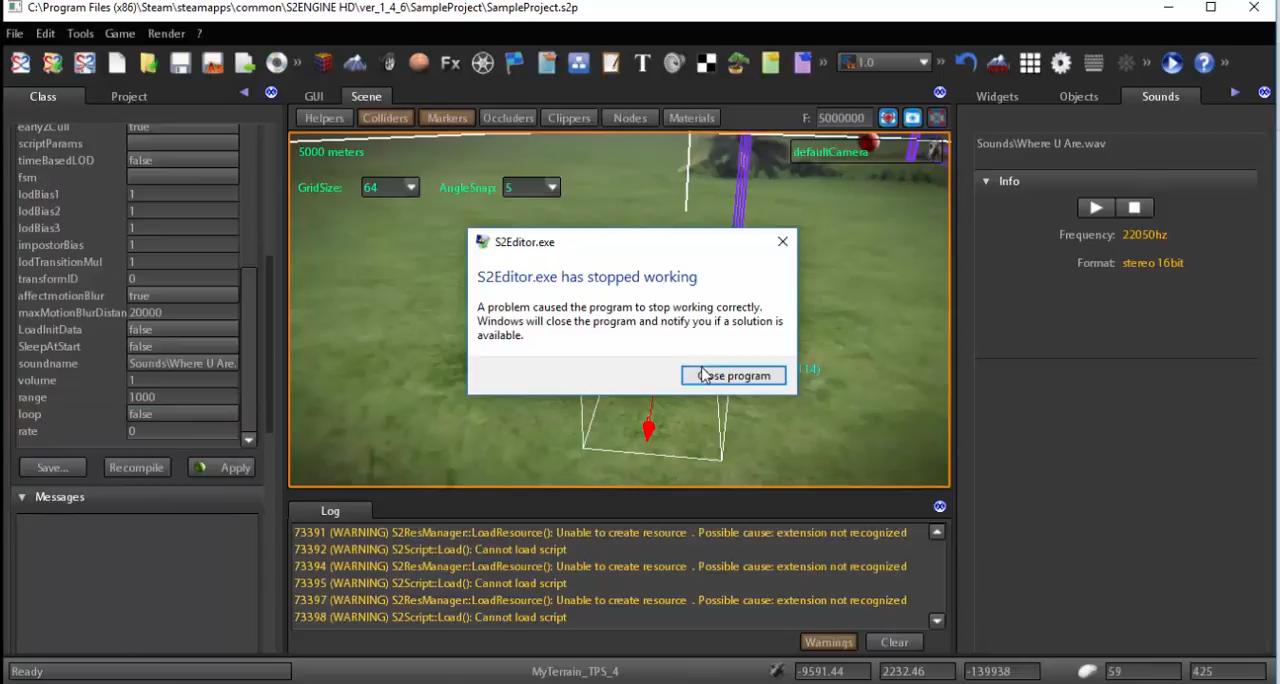 C:\Program Files (x86)\Steam\steamapps\common\S2ENGINE HD\ver_1_4_6\SampleProject\SampleProject.s2p
File Edit Tools Game Render ?
Fx T 1.0
Class Project
GUI Scene
Widgets Objects Sounds
Helpers Colliders Markers Occluders Clippers Nodes Materials F: 5000000
early2Cull true
scriptParams
timeBasedLOD false
fsm
lodBias1 1
lodBias2 1
lodBias3 1
impostorBias 1
lodTransitionMul 1
transformID 0
affectmotionBlur true
maxMotionBlurDistan 20000
LoadInitData false
SleepAtStart false
soundname Sounds\Where U Are.
volume 1
range 1000
loop false
rate 0
Save... Recompile Apply
Messages
5000 meters
defaultCamera
GridSize: 64 AngleSnap: 5
S2Editor.exe
S2Editor.exe has stopped working
A problem caused the program to stop working correctly.
Windows will close the program and notify you if a solution is
available.
program
Sounds\Where U Are.wav
Info
Frequency: 22050hz
Format: stereo 16bit
Log
73391 (WARNING) S2ResManager::LoadResource(): Unable to create resource . Possible cause: extension not recognized
73392 (WARNING) S2Script::Load(): Cannot load script
73394 (WARNING) S2ResManager::LoadResource(): Unable to create resource . Possible cause: extension not recognized
73395 (WARNING) S2Script::Load(): Cannot load script
73397 (WARNING) S2ResManager::LoadResource(): Unable to create resource . Possible cause: extension not recognized
73398 (WARNING) S2Script::Load(): Cannot load script
Warnings Clear
Ready MyTerrain_TPS_4 -9591.44 2232.46 -139938 59 425